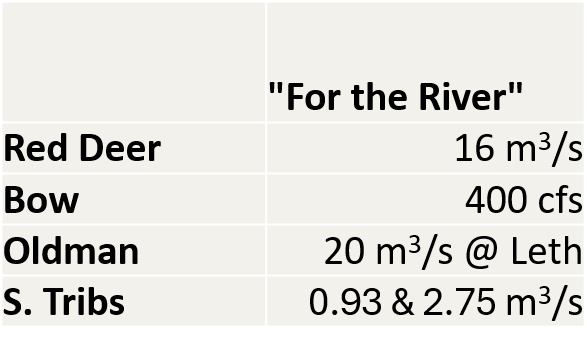 "For the River"
Red Deer 16 m³/s
Bow 400 cfs
Oldman 20 m³/s @ Leth
S. Tribs 0.93 & 2.75 m³/s